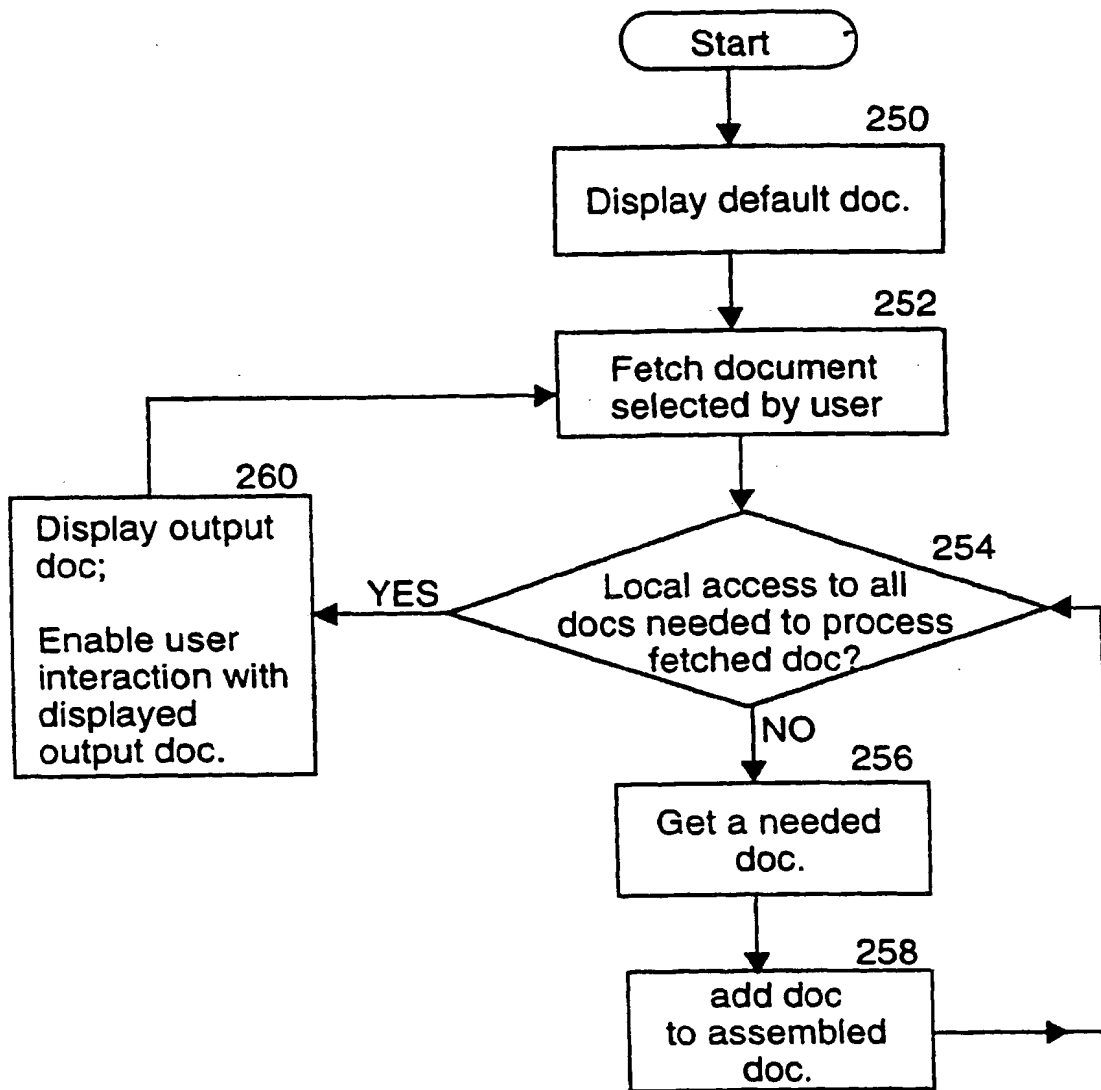 Start
250
Display default doc.
252
Fetch document
selected by user
260
Display output
doc;
Enable user
interaction with
displayed
output doc.
YES
254
Local access to all
docs needed to process
fetched doc?
NO
256
Get a needed
doc.
258
add doc
to assembled
doc.